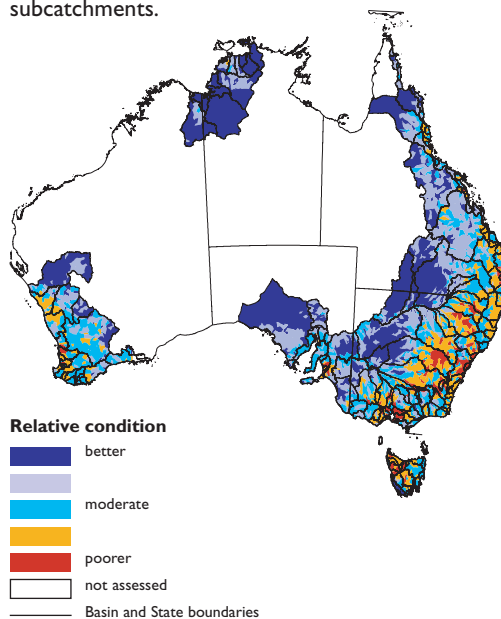 subcatchments.
Relative condition
better
moderate
poorer
not assessed
Basin and State boundaries